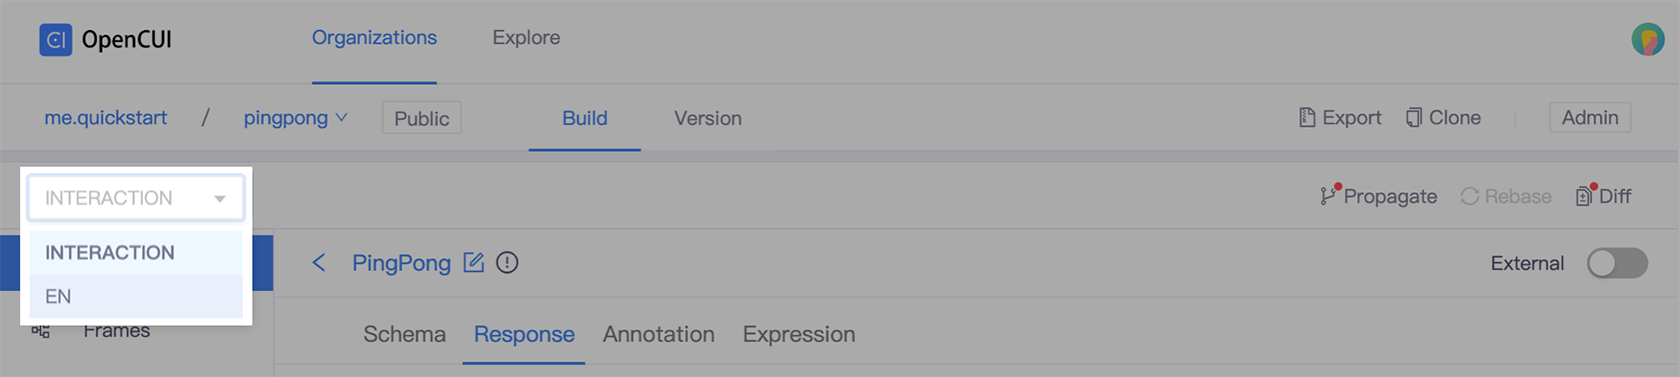 OpenCUI Organizations Explore
me.quickstart / pingpong Public Build Version Export Clone Admin
INTERACTION Propagate Rebase Diff
INTERACTION
PingPong External
EN
Frames Schema Response Annotation Expression